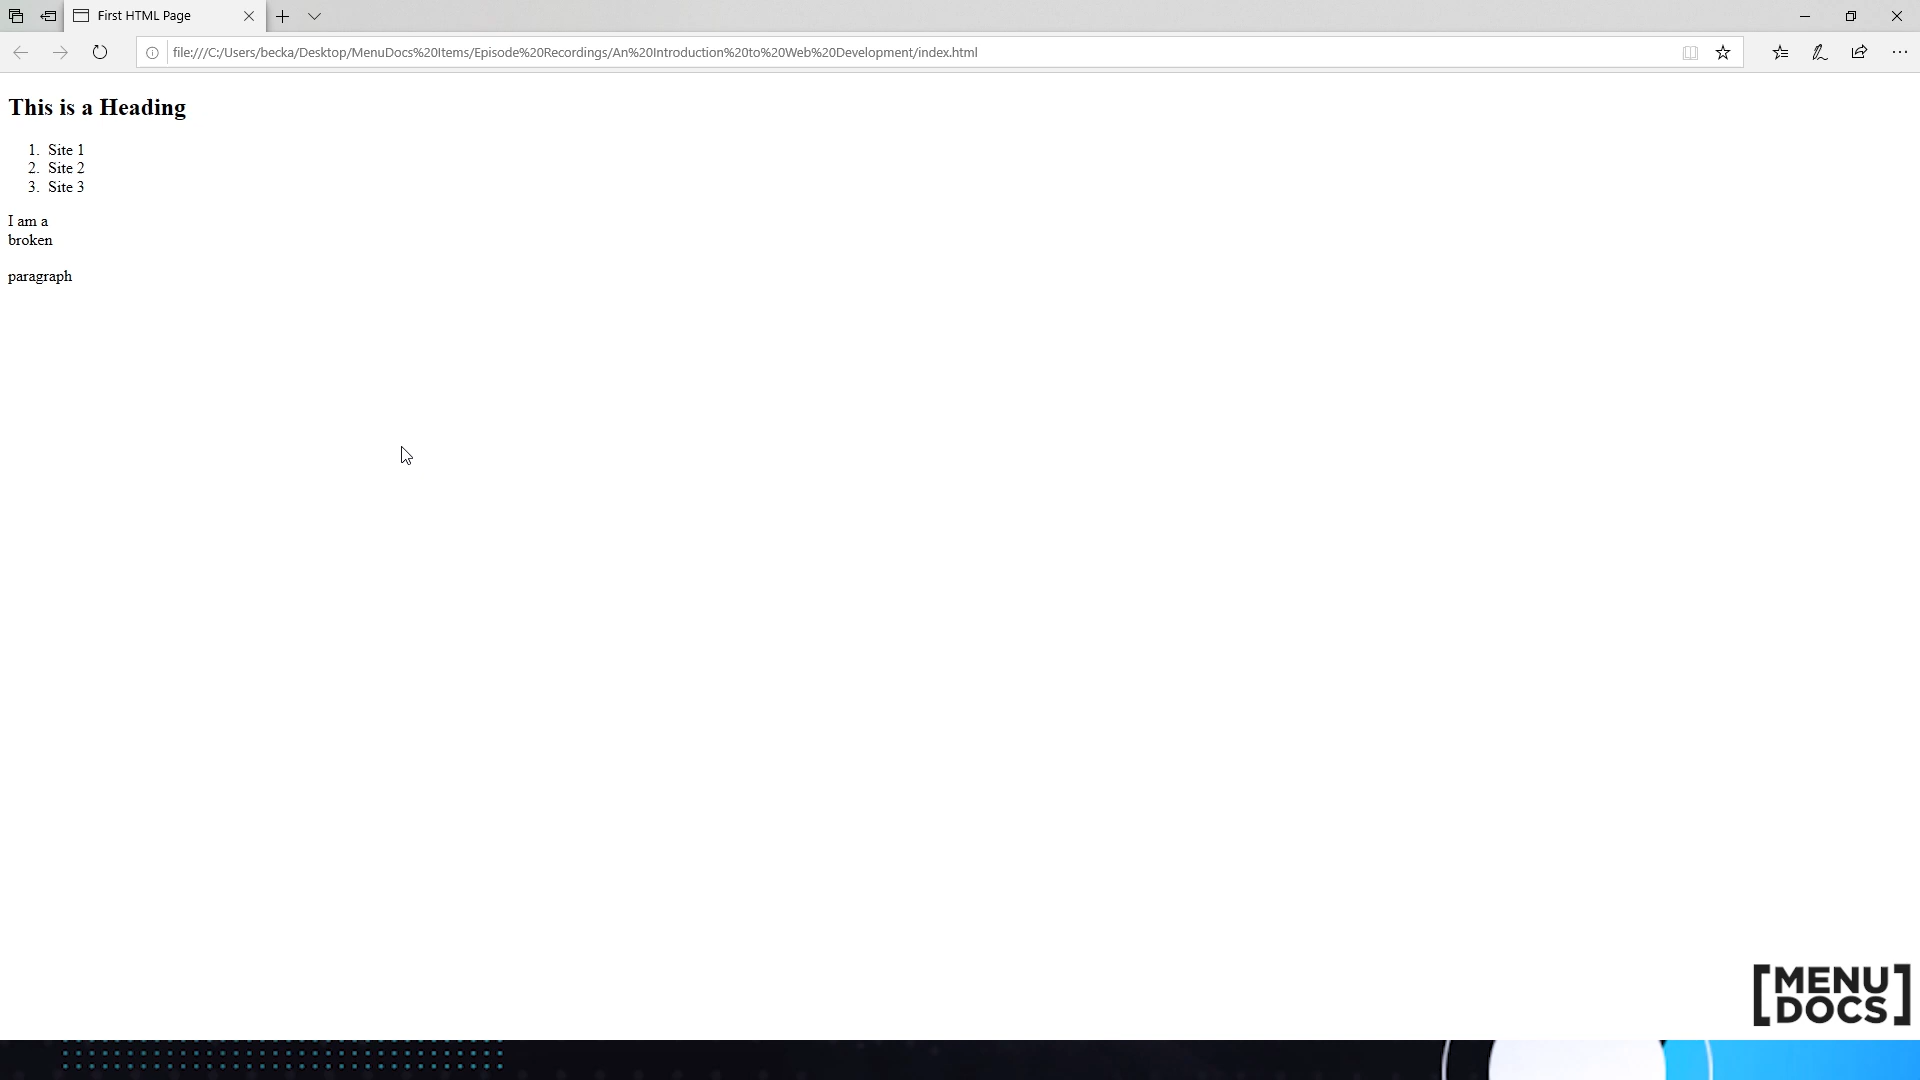 First HTML Page
file:///C:/Users/becka/Desktop/MenuDocs%20Items/Episode%20Recordings/An%20Introduction%20to%20Web%20Development/index.html
This is a Heading
1. Site 1
2. Site 2
3. Site 3
I am a
broken
paragraph
[MENU
DOCS]